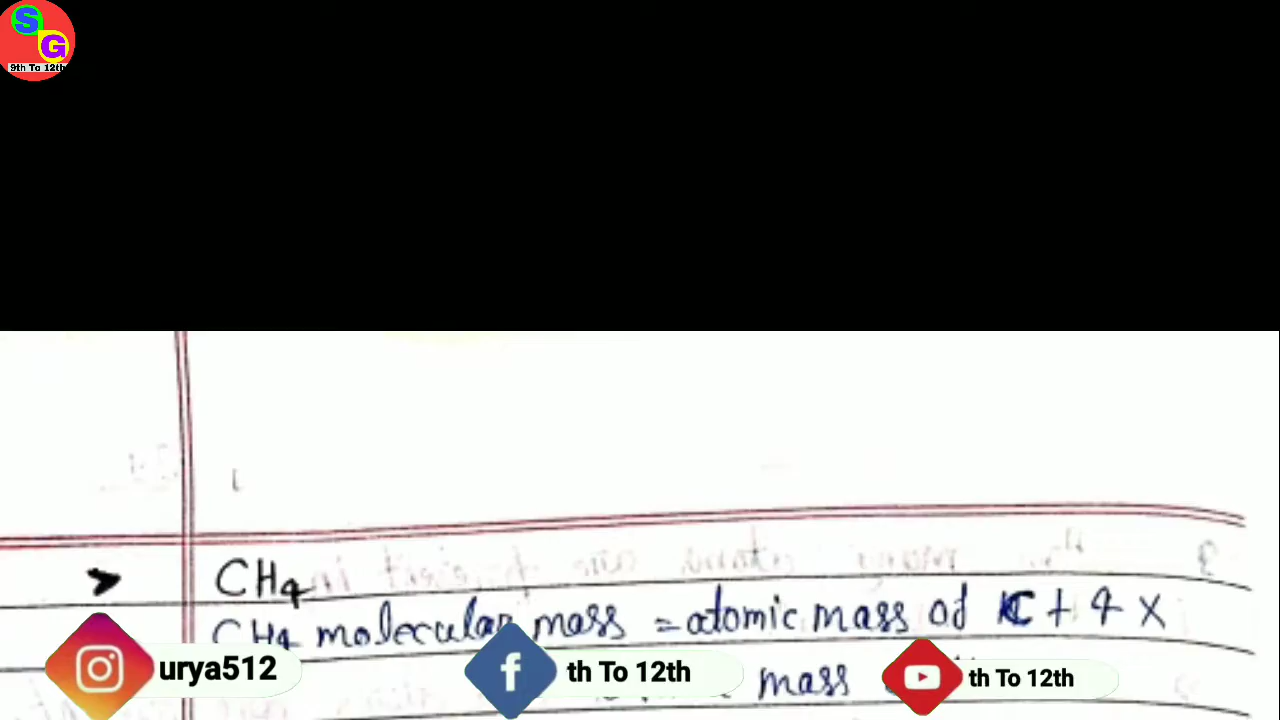 S
G
9th To 12th
CH4
CH4 molecular mass = atomic mass of C + 4 X
mass
urya512
th To 12th
th To 12th